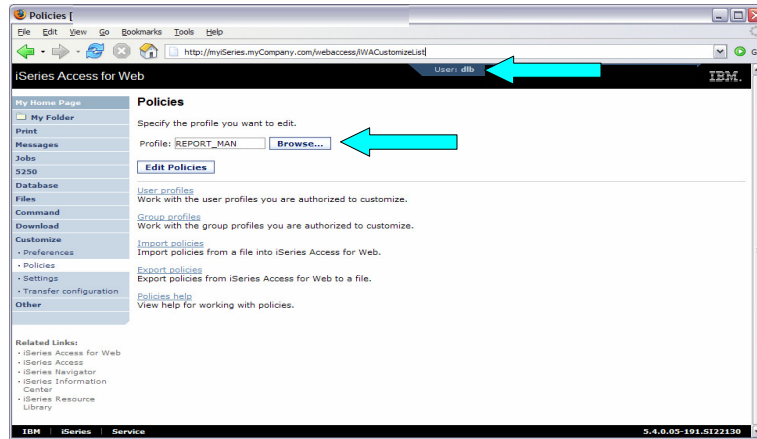 Policies [
File Edit View Go Bookmarks Tools Help
http://myiSeries.myCompany.com/webaccess/iWACustomizeList
G
iSeries Access for Web
User: dlb
IBM.
My Home Page
My Folder
Print
Messages
Jobs
5250
Database
Files
Command
Download
Customize
• Preferences
• Policies
• Settings
• Transfer configuration
Other
Related Links:
• iSeries Access for Web
• iSeries Access
• iSeries Navigator
• iSeries Information
Center
• iSeries Resource
Library
Policies
Specify the profile you want to edit.
Profile: REPORT_MAN Browse...
Edit Policies
User profiles
Work with the user profiles you are authorized to customize.
Group profiles
Work with the group profiles you are authorized to customize.
Import policies
Import policies from a file into iSeries Access for Web.
Export policies
Export policies from iSeries Access for Web to a file.
Policies help
View help for working with policies.
IBM iSeries Service
5.4.0.05-191.SI22130